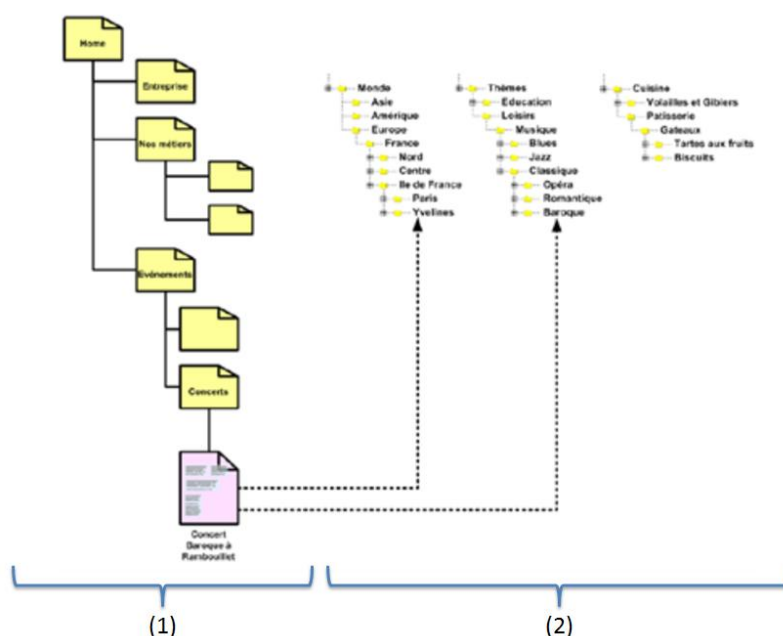 Home
Entreprise
Nos métiers
Evénements
Concerts
Concert
Baroque à
Rambouillet
Monde
Asie
Amérique
Europe
France
Nord
Centre
Ile de France
Paris
Yvelines
Thèmes
Education
Loisirs
Musique
Blues
Jazz
Classique
Opéra
Romantique
Baroque
Cuisine
Volailles et Gibiers
Patisserie
Gateaux
Tartes aux fruits
Biscuits
(1)
(2)